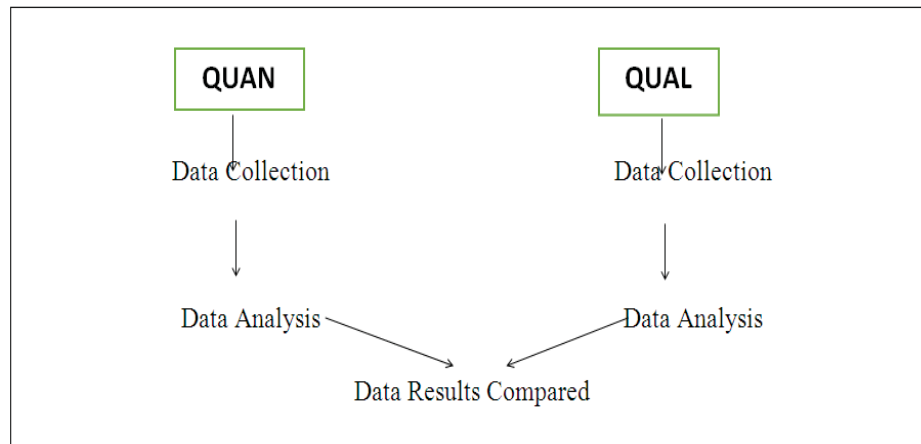 QUAN QUAL
Data Collection Data Collection
Data Analysis Data Analysis
Data Results Compared